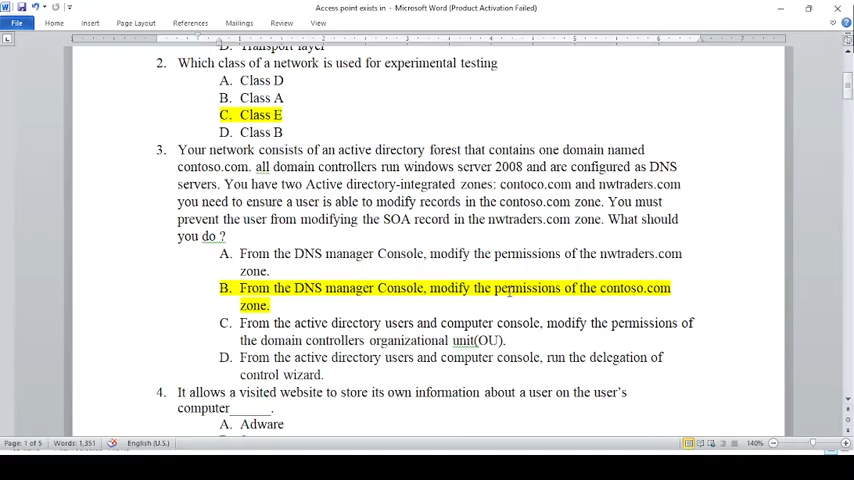 Access point exists in - Microsoft Word (Product Activation Failed)
File Home Insert Page Layout References Mailings Review View
D. Transport layer
2. Which class of a network is used for experimental testing
A. Class D
B. Class A
C. Class E
D. Class B
3. Your network consists of an active directory forest that contains one domain named
contoso.com. all domain controllers run windows server 2008 and are configured as DNS
servers. You have two Active directory-integrated zones: contoco.com and nwtraders.com
you need to ensure a user is able to modify records in the contoso.com zone. You must
prevent the user from modifying the SOA record in the nwtraders.com zone. What should
you do ?
A. From the DNS manager Console, modify the permissions of the nwtraders.com
zone.
B. From the DNS manager Console, modify the permissions of the contoso.com
zone.
C. From the active directory users and computer console, modify the permissions of
the domain controllers organizational unit(OU).
D. From the active directory users and computer console, run the delegation of
control wizard.
4. It allows a visited website to store its own information about a user on the user's
computer______.
A. Adware
Page: 1 of 5 Words: 1,351 English (U.S.) 140%